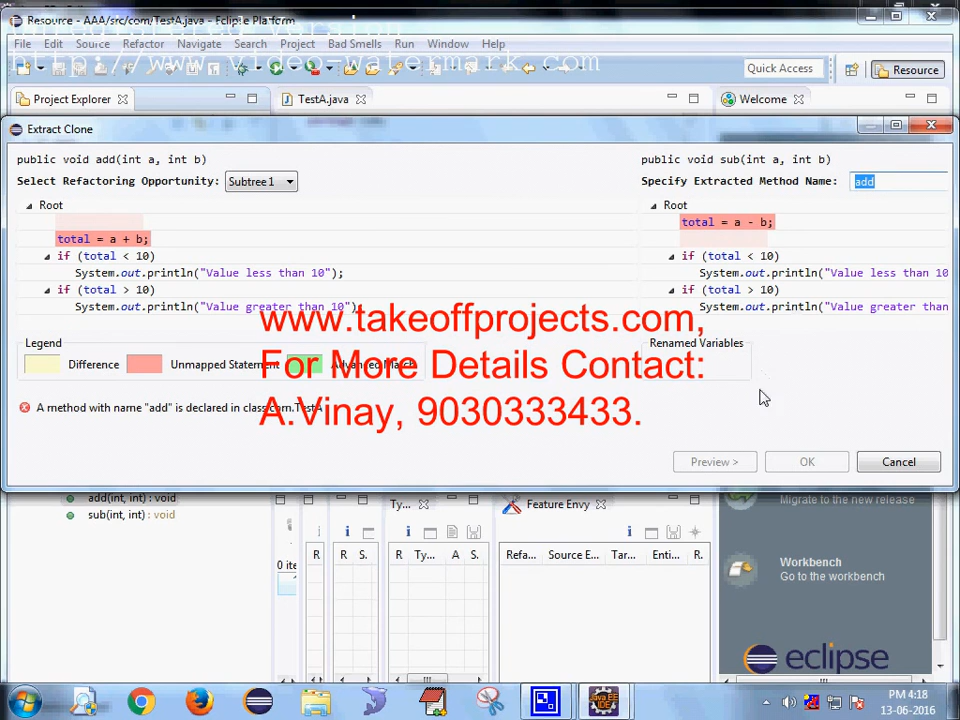 Resource - AAA/src/com/TestA.java - Eclipse Platform
File Edit Source Refactor Navigate Search Project Bad Smells Run Window Help
http://www.video-watermark.com
Quick Access Resource
Project Explorer TestA.java Welcome
Extract Clone
public void add(int a, int b) public void sub(int a, int b)
Select Refactoring Opportunity: Subtree1 Specify Extracted Method Name: add
Root Root
total = a - b;
total = a + b;
if (total < 10) if (total < 10)
System.out.println("Value less than 10"); System.out.println("Value less than 10
if (total > 10) if (total > 10)
System.out.println("Value greater than 10"); System.out.println("Value greater than
www.takeoffprojects.com,
Legend Renamed Variables
Difference Unmapped Statement Advanced Match
For More Details Contact:
A method with name "add" is declared in class com.TestA
A.Vinay, 9030333433.
Preview > OK Cancel
add(int, int) : void
Migrate to the new release
sub(int, int) : void Ty... Feature Envy
R R S. R Ty... A S. Refa... Source E... Tar... Enti... R.
0 ite
Workbench
Go to the workbench
eclipse
PM 4:18
13-06-2016